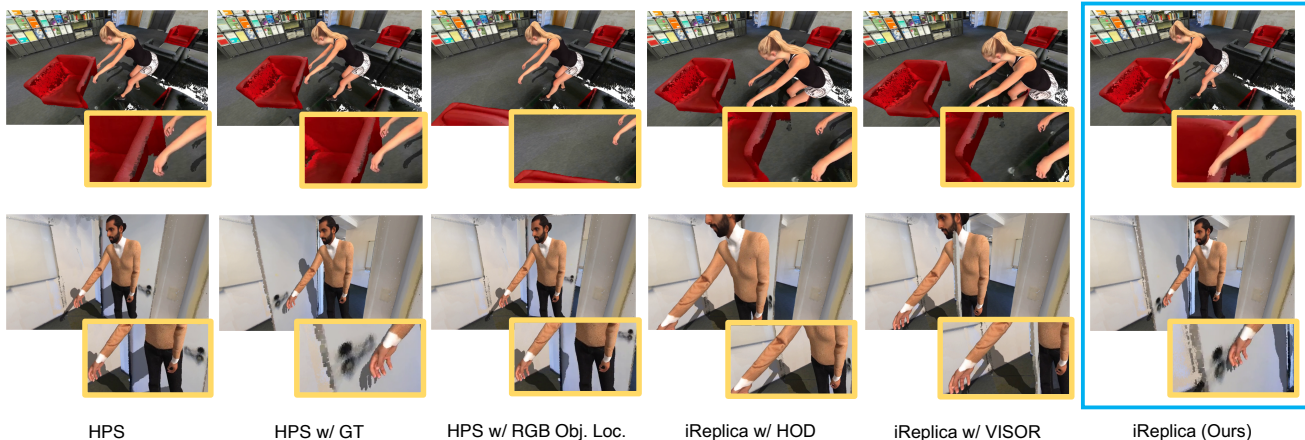 HPS
HPS w/ GT
HPS w/ RGB Obj. Loc.
iReplica w/ HOD
iReplica w/ VISOR
iReplica (Ours)